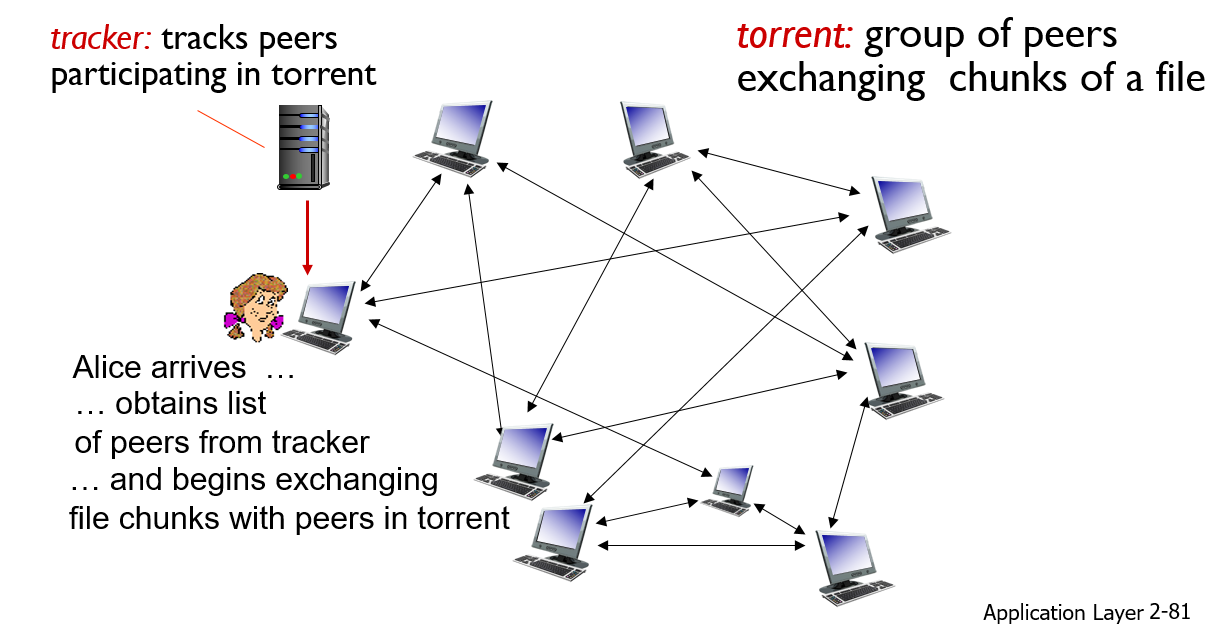 tracker: tracks peers
participating in torrent
torrent: group of peers
exchanging chunks of a file
Alice arrives …
… obtains list
of peers from tracker
… and begins exchanging
file chunks with peers in torrent
Application Layer 2-81